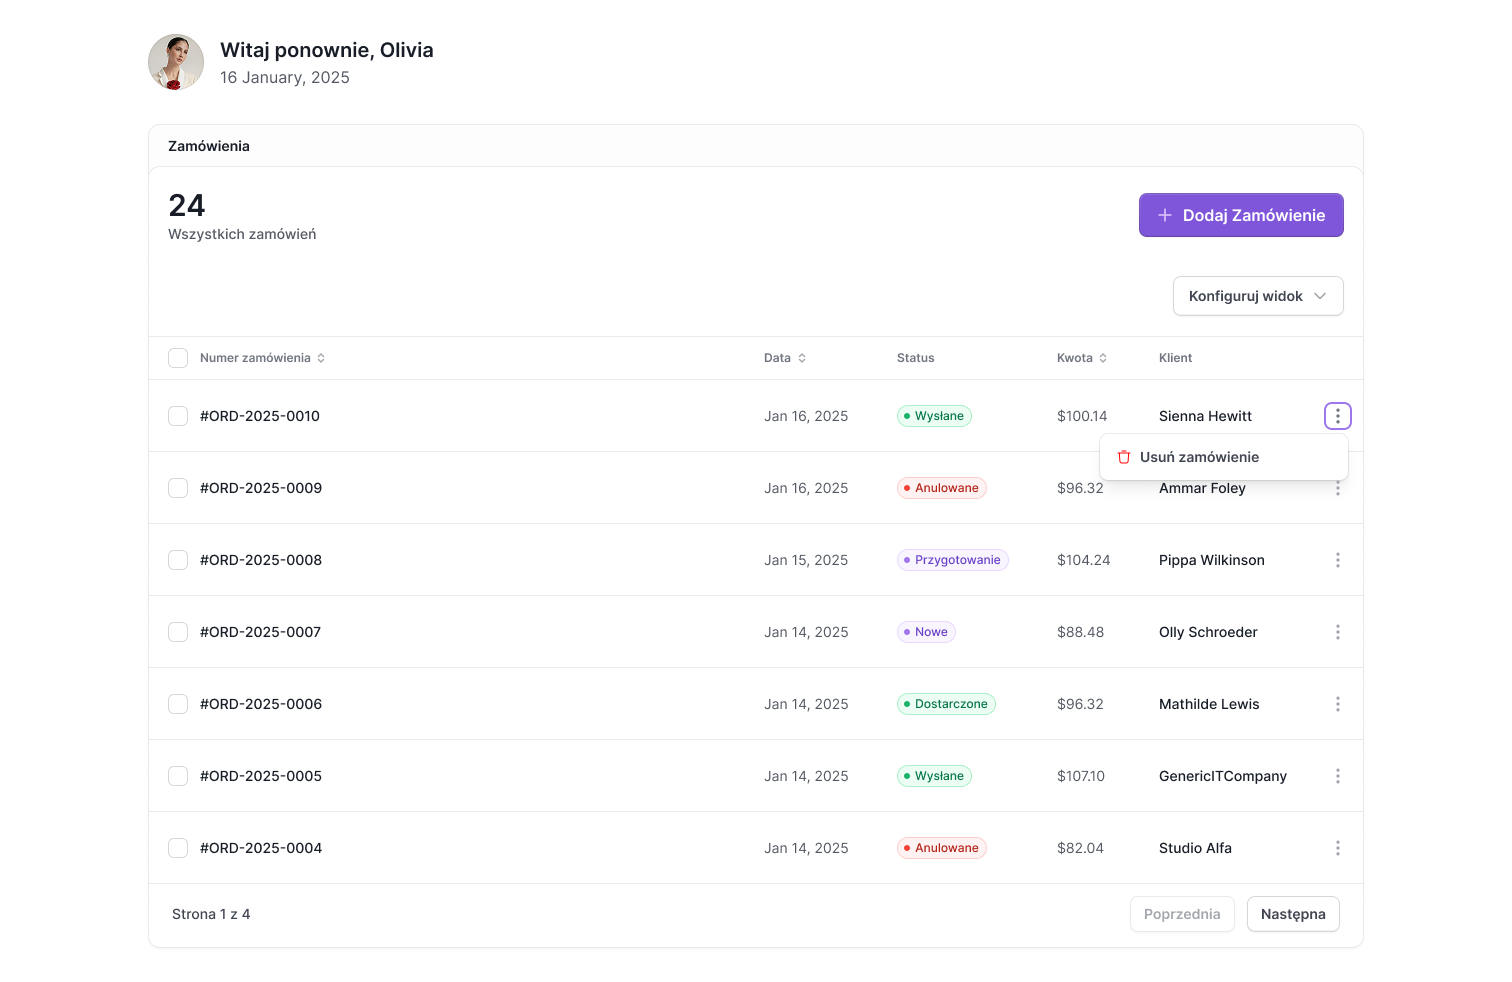 Witaj ponownie, Olivia
16 January, 2025
Zamówienia
24
Wszystkich zamówień
Dodaj Zamówienie
Konfiguruj widok
Numer zamówienia Data Status Kwota Klient
#ORD-2025-0010 Jan 16, 2025 Wysłane $100.14 Sienna Hewitt
Usuń zamówienie
#ORD-2025-0009 Jan 16, 2025 Anulowane $96.32 Ammar Foley
#ORD-2025-0008 Jan 15, 2025 Przygotowanie $104.24 Pippa Wilkinson
#ORD-2025-0007 Jan 14, 2025 Nowe $88.48 Olly Schroeder
#ORD-2025-0006 Jan 14, 2025 Dostarczone $96.32 Mathilde Lewis
#ORD-2025-0005 Jan 14, 2025 Wysłane $107.10 GenericITCompany
#ORD-2025-0004 Jan 14, 2025 Anulowane $82.04 Studio Alfa
Strona 1 z 4 Poprzednia Następna